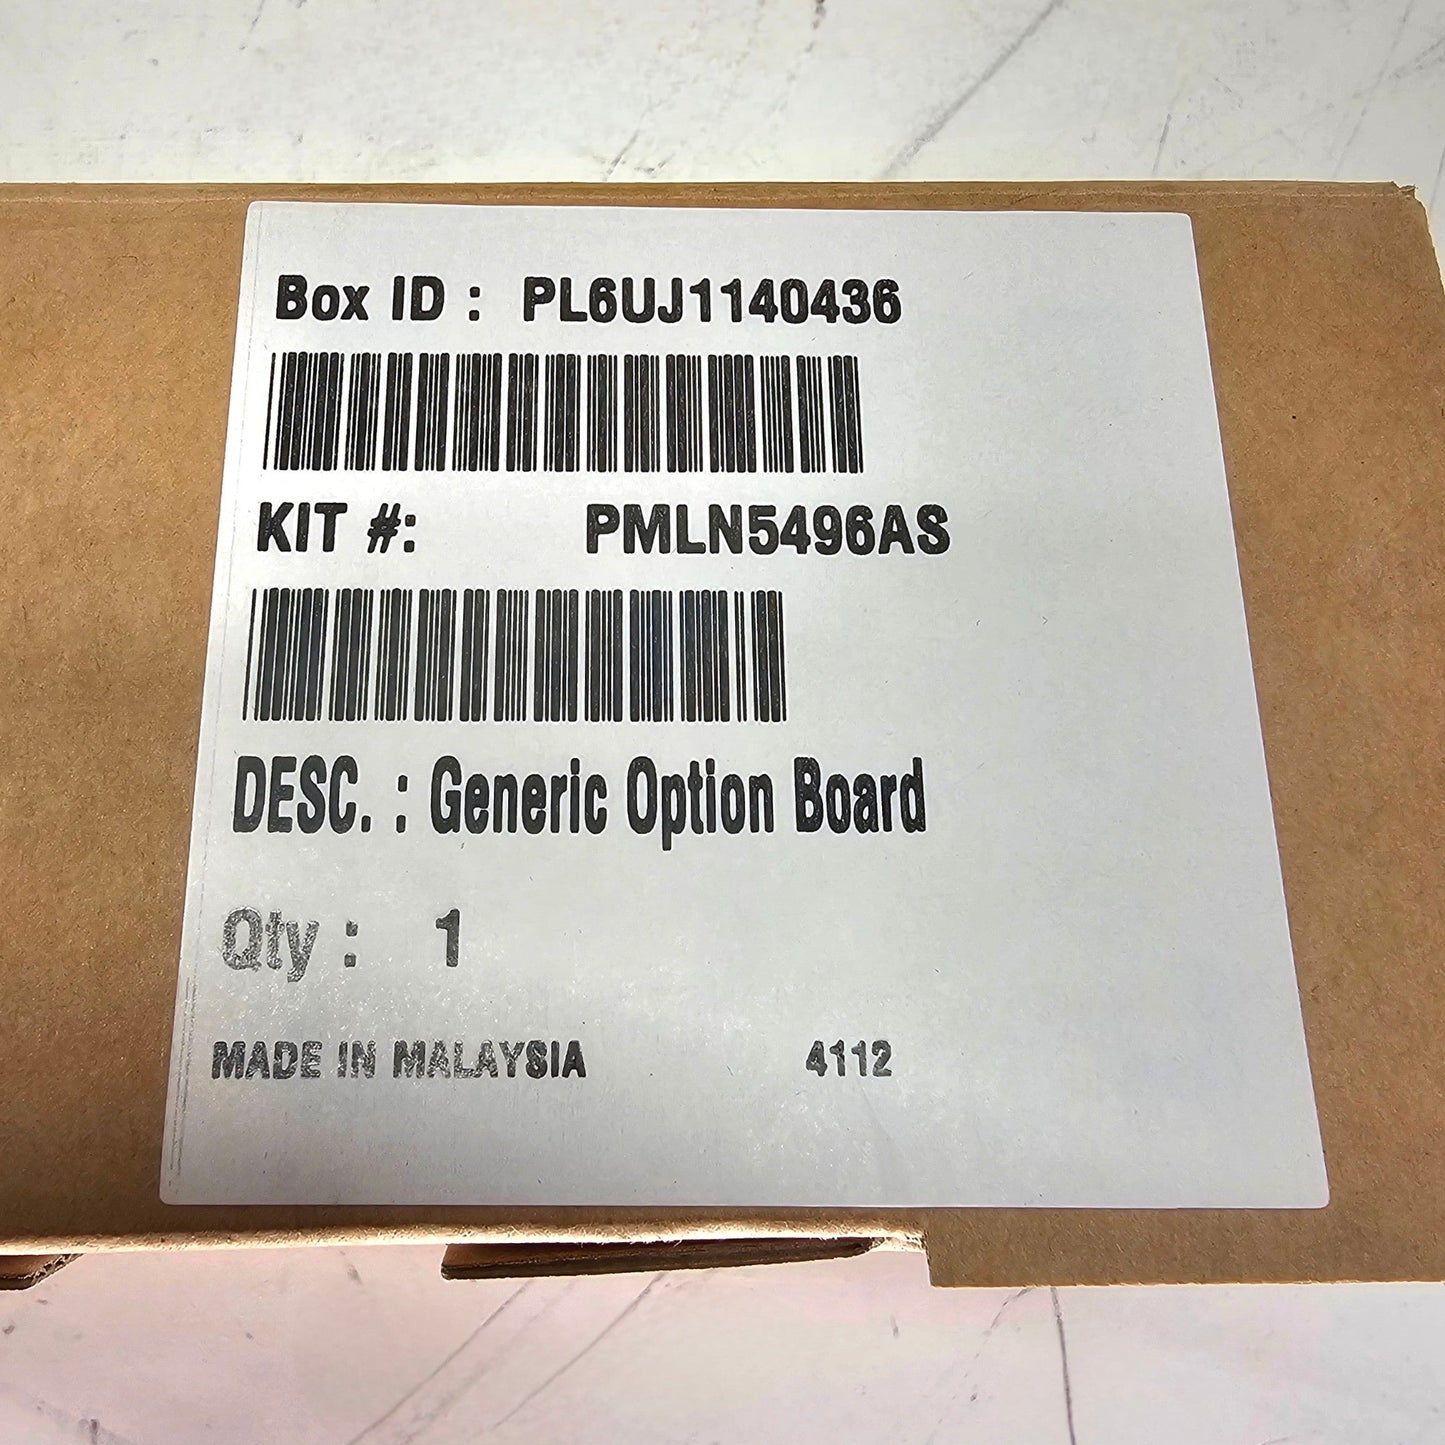 Box ID : PL6UJ1140436
KIT #: PMLN5496AS
DESC. : Generic Option Board
Qty : 1
MADE IN MALAYSIA 4112